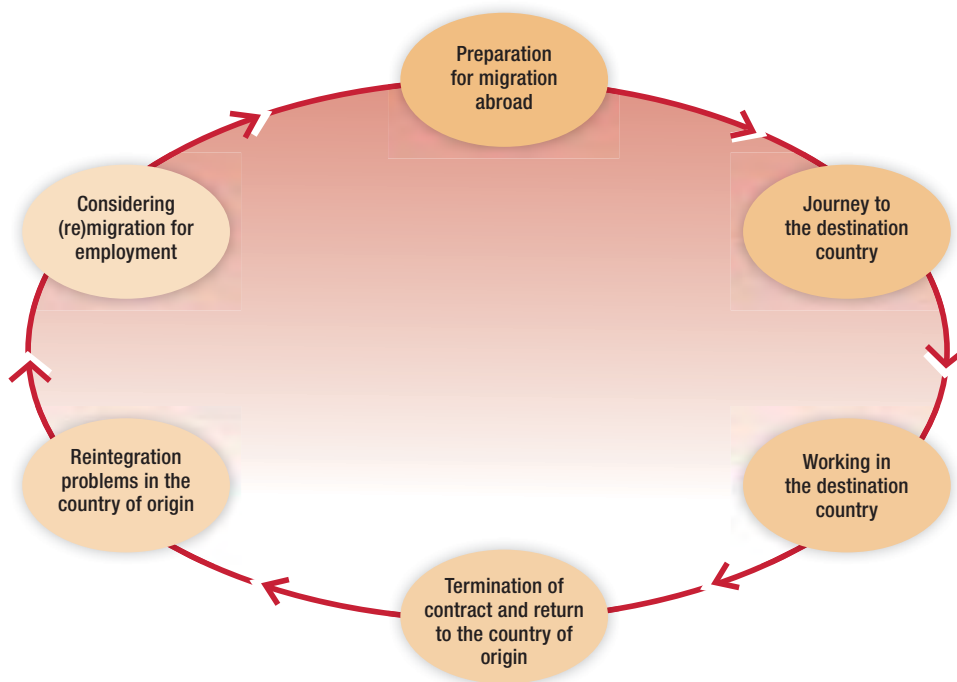 Preparation
for migration
abroad
Journey to
the destination
country
Working in
the destination
country
Termination of
contract and return
to the country of
origin
Reintegration
problems in the
country of origin
Considering
(re)migration for
employment